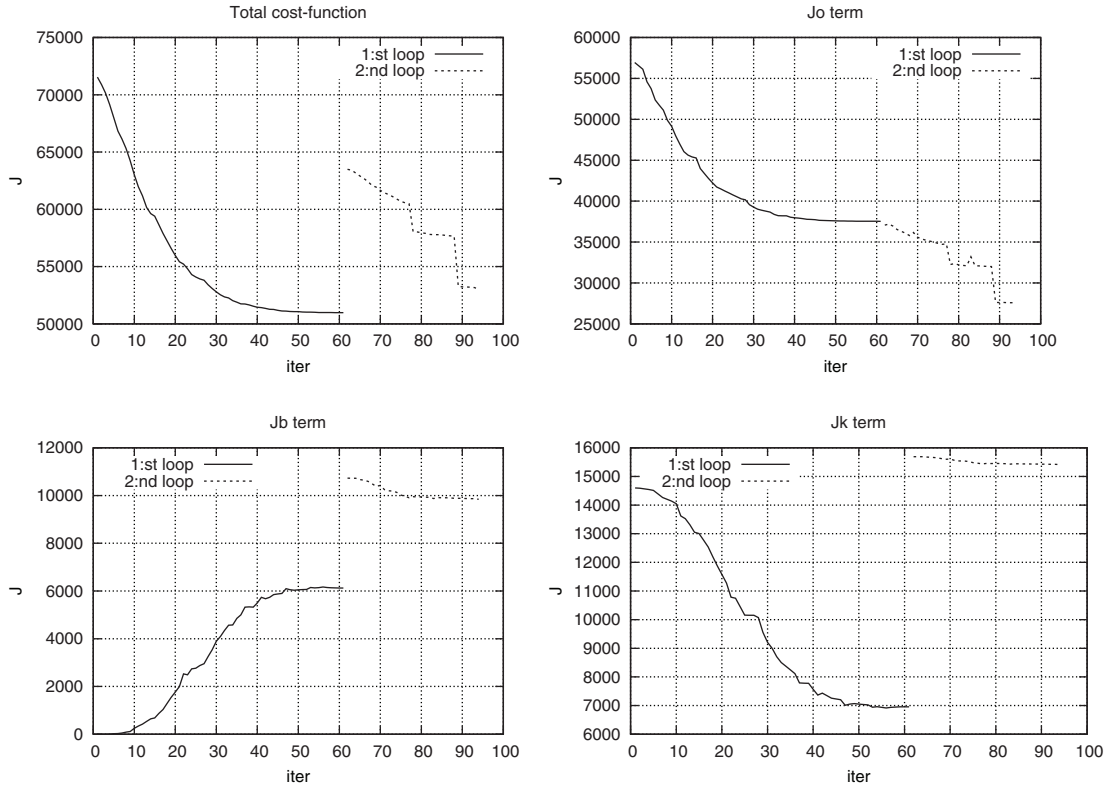 Total cost-function
75000
70000
65000
60000
55000
50000
J
1:st loop
2:nd loop
0 10 20 30 40 50 60 70 80 90 100
iter
Jo term
60000
55000
50000
45000
40000
35000
30000
25000
J
1:st loop
2:nd loop
0 10 20 30 40 50 60 70 80 90 100
iter
Jb term
12000
10000
8000
6000
4000
2000
0
J
1:st loop
2:nd loop
0 10 20 30 40 50 60 70 80 90 100
iter
Jk term
16000
15000
14000
13000
12000
11000
10000
9000
8000
7000
6000
J
1:st loop
2:nd loop
0 10 20 30 40 50 60 70 80 90 100
iter